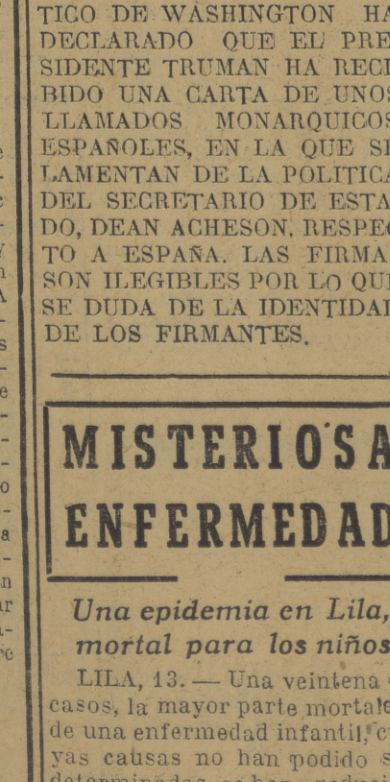 TICO DE WASHINGTON HA
DECLARADO QUE EL PRE
SIDENTE TRUMAN HA RECI
BIDO UNA CARTA DE UNOS
LLAMADOS MONARQUICOS
ESPAÑOLES, EN LA QUE SE
LAMENTAN DE LA POLITICA
DEL SECRETARIO DE ESTA
DO, DEAN ACHESON, RESPEC
TO A ESPAÑA. LAS FIRMA
SON ILEGIBLES POR LO QUE
SE DUDA DE LA IDENTIDAD
DE LOS FIRMANTES.
MISTERIOSA
ENFERMEDAD
Una epidemia en Lila,
mortal para los niños
LILA, 13. — Una veintena
casos, la mayor parte mortale
de una enfermedad infantil, c
yas causas no han podido s